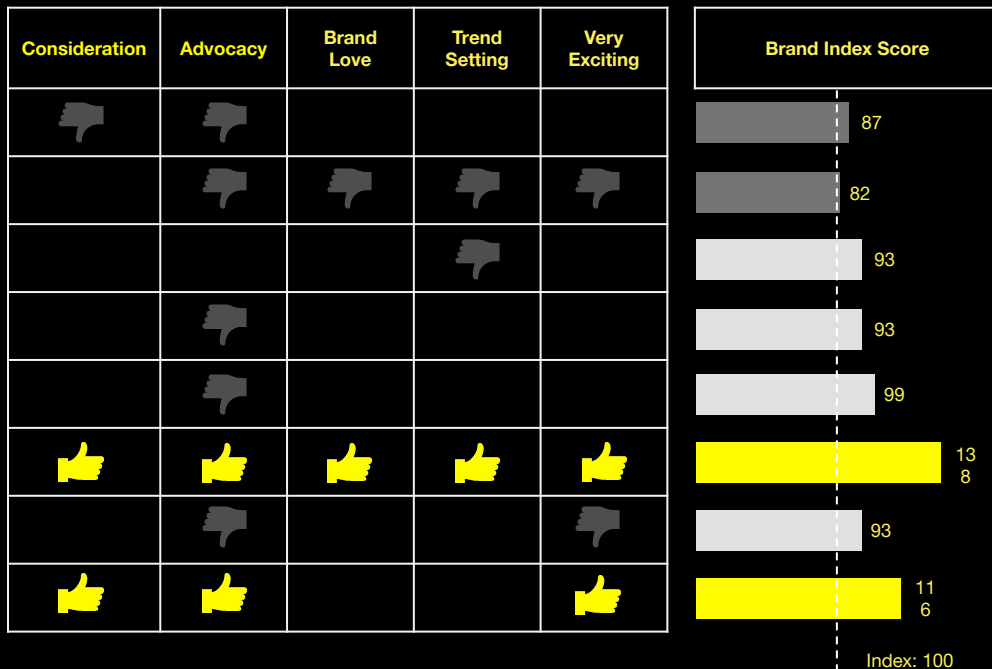 Consideration
Advocacy
Brand
Love
Trend
Setting
Very
Exciting
Brand Index Score
87
82
93
93
99
13
8
93
11
6
Index: 100